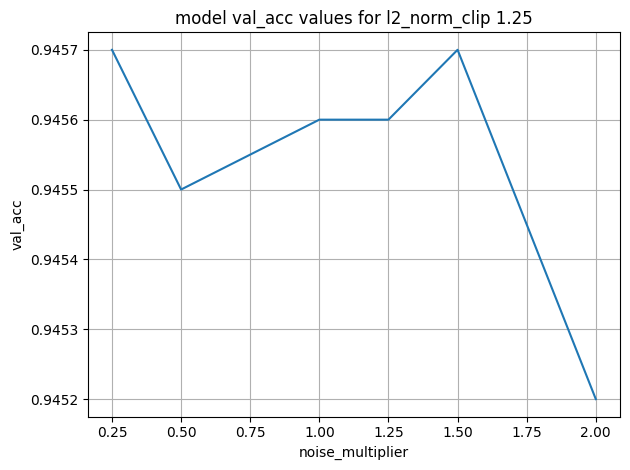 model val_acc values for l2_norm_clip 1.25
0.9457
0.9456
0.9455
0.9454
0.9453
0.9452
val_acc
0.25 0.50 0.75 1.00 1.25 1.50 1.75 2.00
noise_multiplier